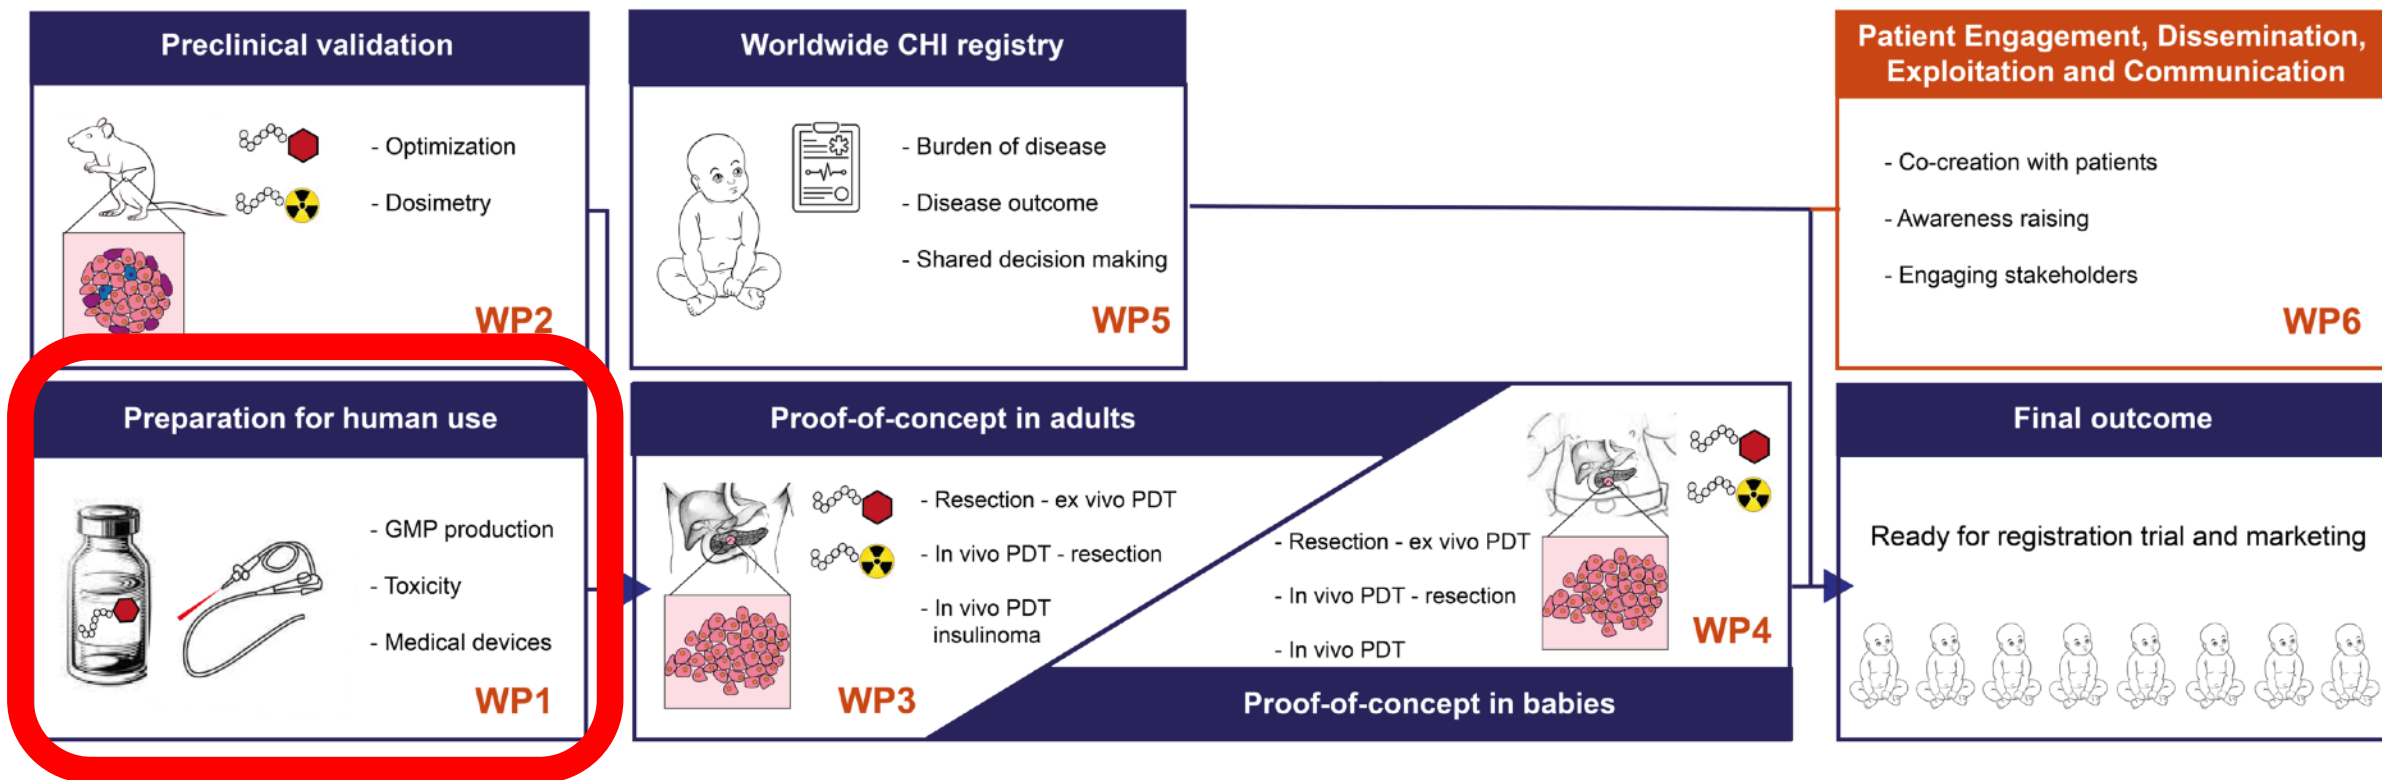 Preclinical validation
- Optimization
- Dosimetry
WP2
Worldwide CHI registry
- Burden of disease
- Disease outcome
- Shared decision making
WP5
Patient Engagement, Dissemination,
Exploitation and Communication
- Co-creation with patients
- Awareness raising
- Engaging stakeholders
WP6
Preparation for human use
- GMP production
- Toxicity
- Medical devices
WP1
Proof-of-concept in adults
- Resection - ex vivo PDT
- In vivo PDT - resection
- In vivo PDT
insulinoma
WP3
- Resection - ex vivo PDT
- In vivo PDT - resection
- In vivo PDT
WP4
Proof-of-concept in babies
Final outcome
Ready for registration trial and marketing